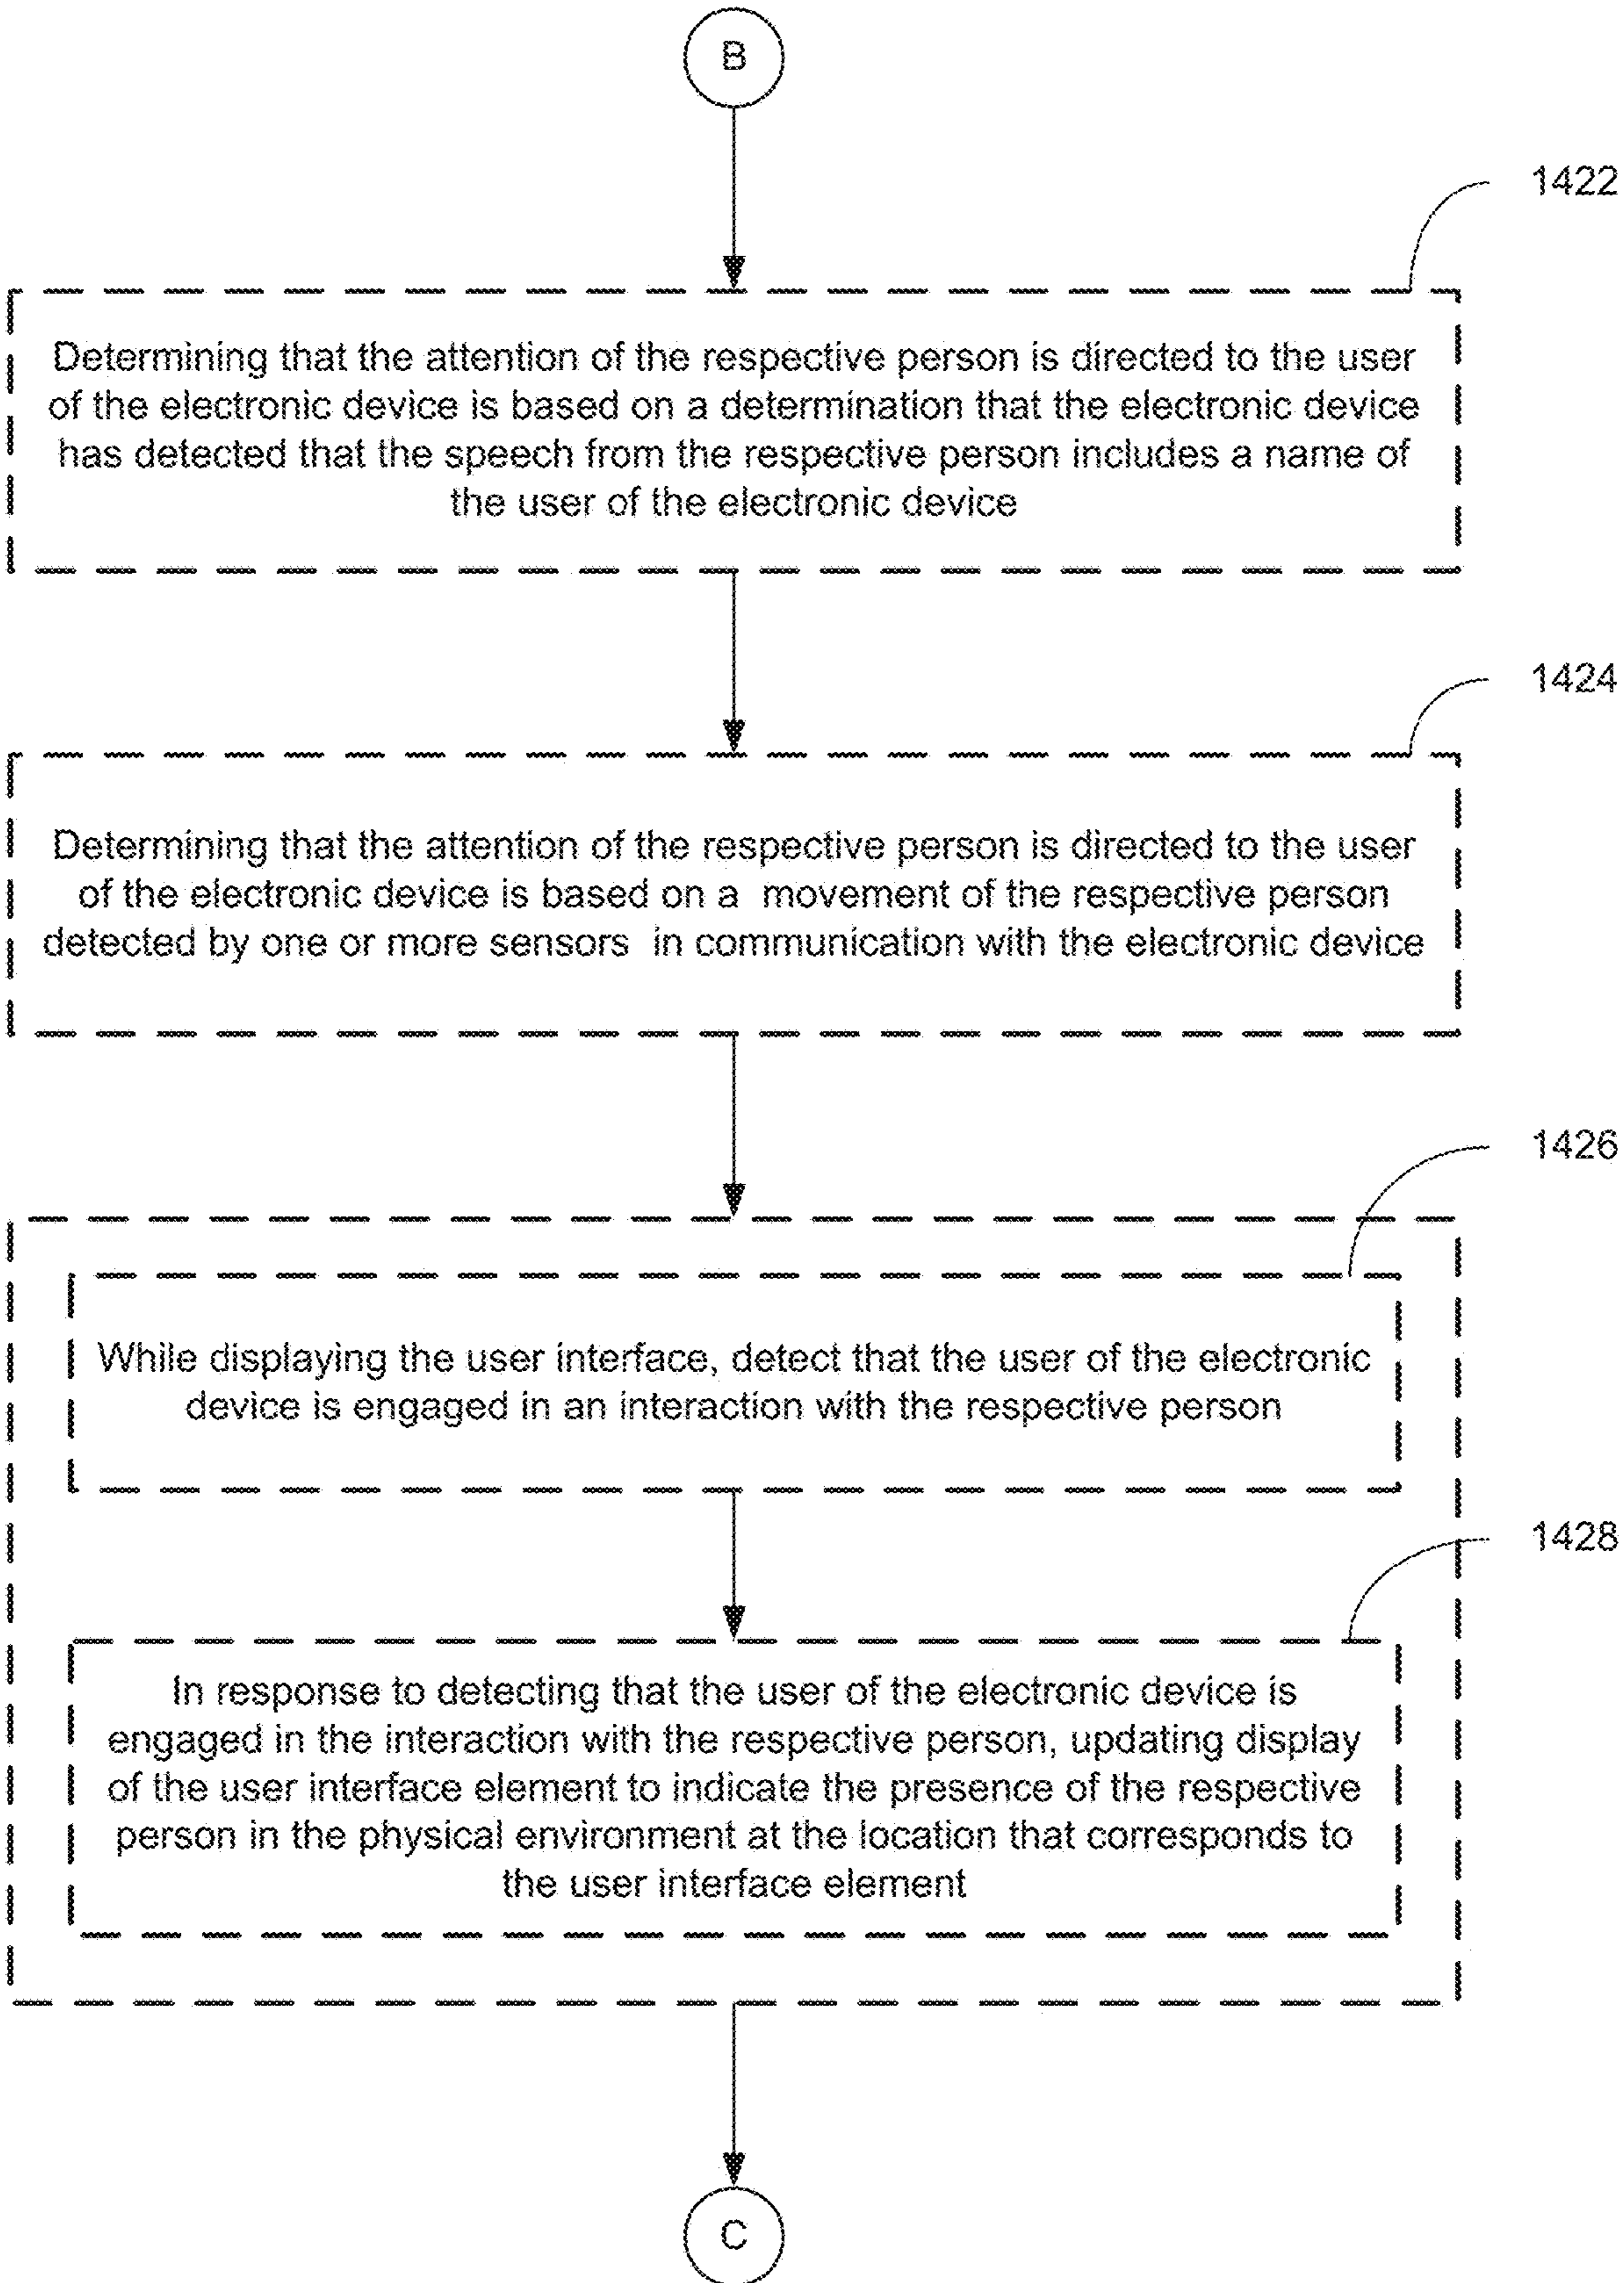 B
1422
Determining that the attention of the respective person is directed to the user
of the electronic device is based on a determination that the electronic device
has detected that the speech from the respective person includes a name of
the user of the electronic device
1424
Determining that the attention of the respective person is directed to the user
of the electronic device is based on a movement of the respective person
detected by one or more sensors in communication with the electronic device
1426
While displaying the user interface, detect that the user of the electronic
device is engaged in an interaction with the respective person
1428
In response to detecting that the user of the electronic device is
engaged in the interaction with the respective person, updating display
of the user interface element to indicate the presence of the respective
person in the physical environment at the location that corresponds to
the user interface element
C